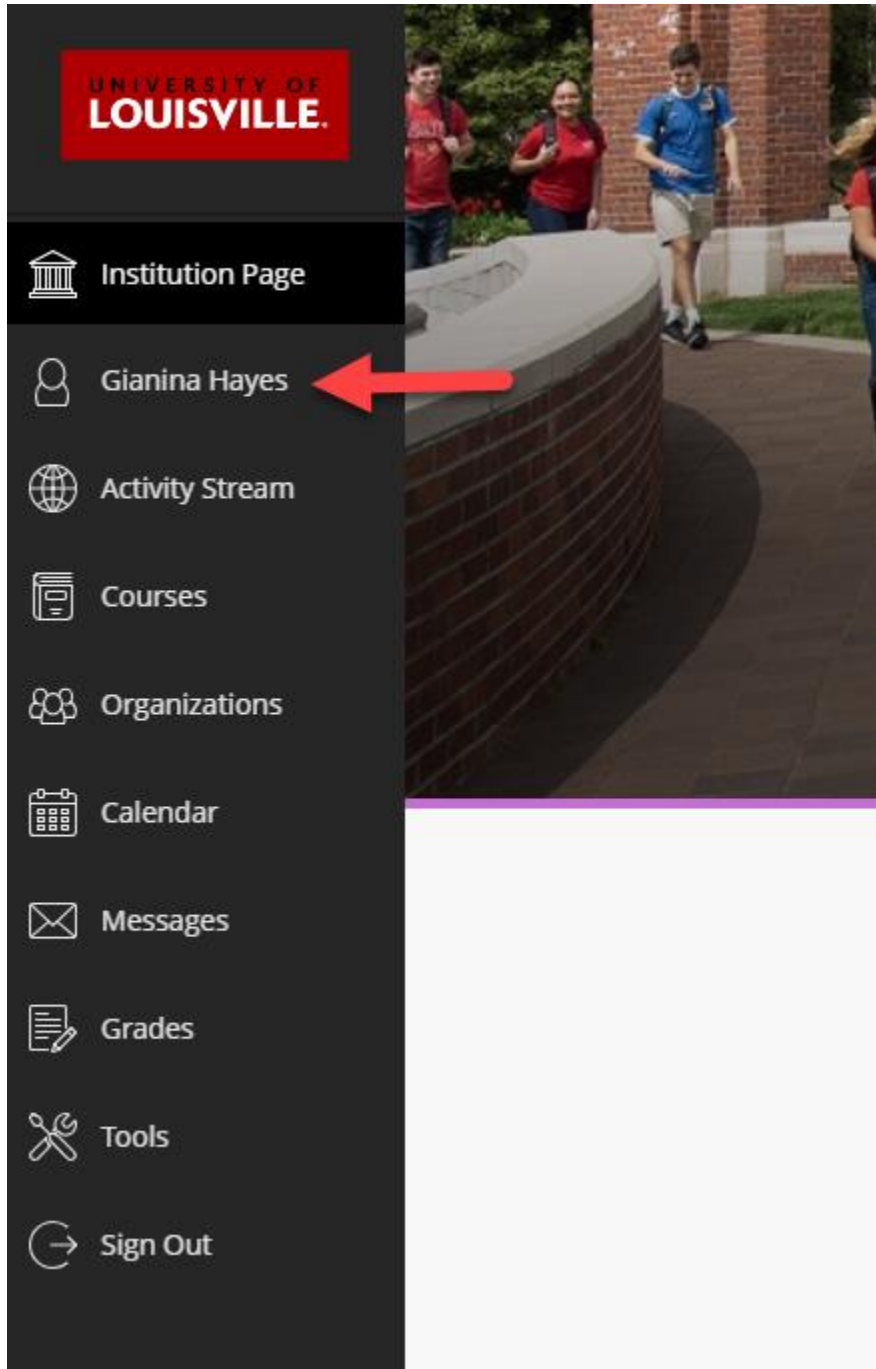 UNIVERSITY OF
LOUISVILLE.
Institution Page
Gianina Hayes
Activity Stream
Courses
Organizations
Calendar
Messages
Grades
Tools
Sign Out